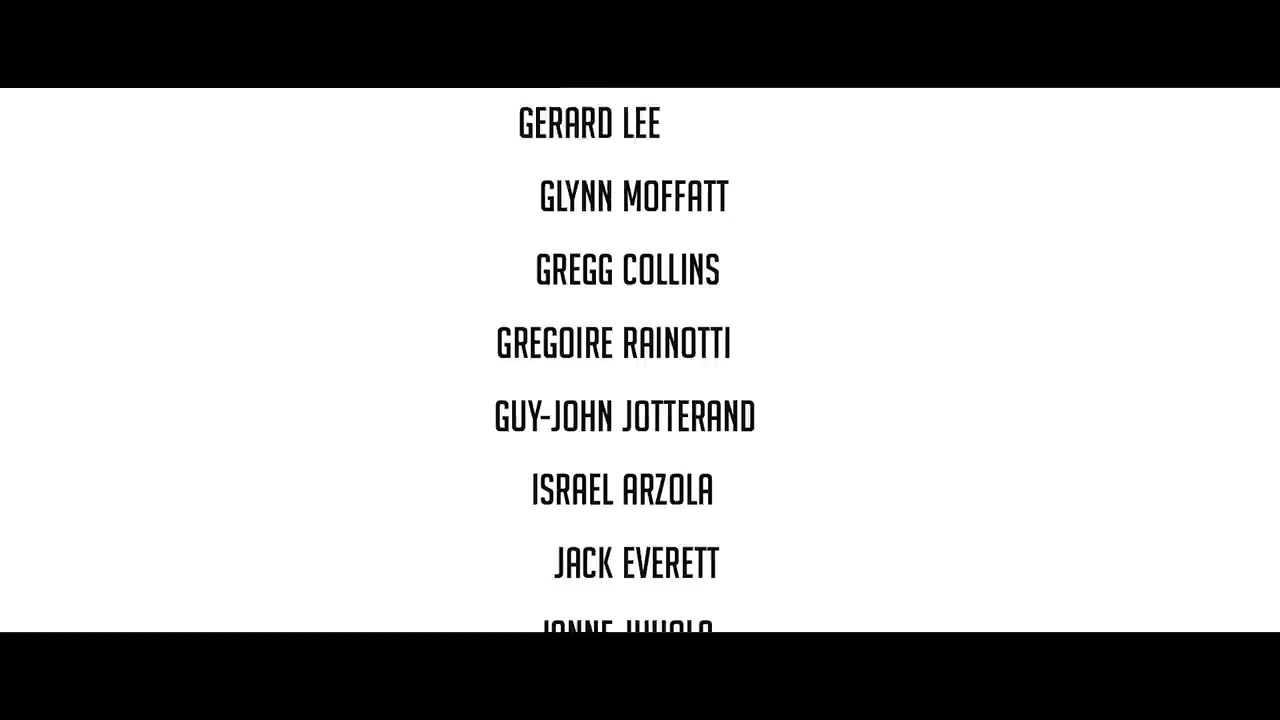 GERARD LEE
GLYNN MOFFATT
GREGG COLLINS
GREGOIRE RAINOTTI
GUY-JOHN JOTTERAND
ISRAEL ARZOLA
JACK EVERETT